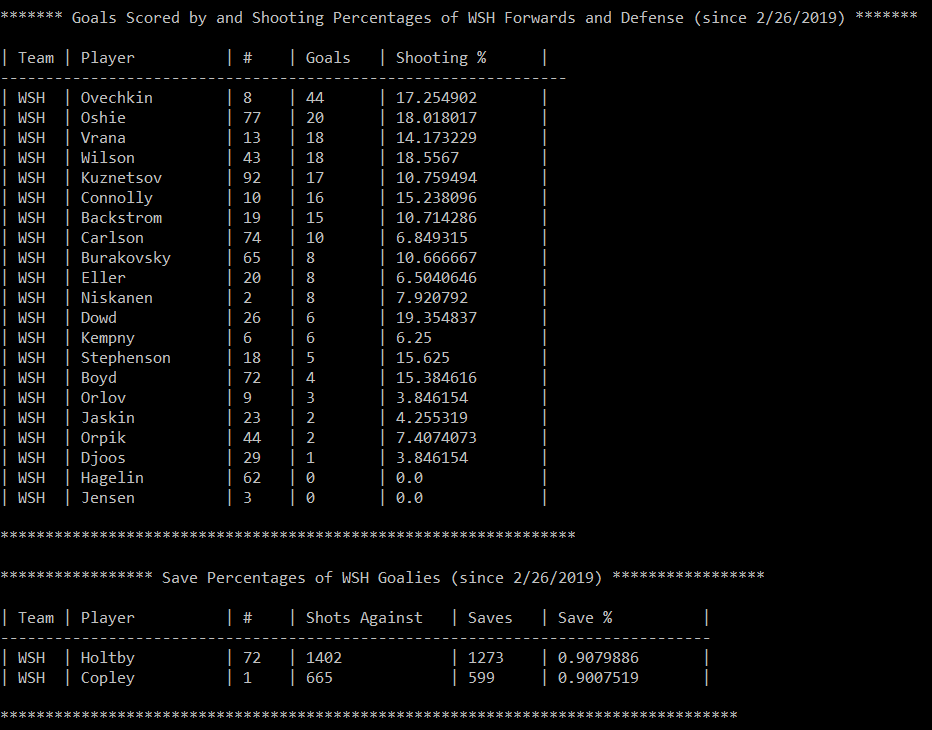 ******* Goals Scored by and Shooting Percentages of WSH Forwards and Defense (since 2/26/2019) *******
| Team | Player | # | Goals | Shooting % |
---------------------------------------------------------------
| WSH | Ovechkin | 8 | 44 | 17.254902 |
| WSH | Oshie | 77 | 20 | 18.018017 |
| WSH | Vrana | 13 | 18 | 14.173229 |
| WSH | Wilson | 43 | 18 | 18.5567 |
| WSH | Kuznetsov | 92 | 17 | 10.759494 |
| WSH | Connolly | 10 | 16 | 15.238096 |
| WSH | Backstrom | 19 | 15 | 10.714286 |
| WSH | Carlson | 74 | 10 | 6.849315 |
| WSH | Burakovsky | 65 | 8 | 10.666667 |
| WSH | Eller | 20 | 8 | 6.5040646 |
| WSH | Niskanen | 2 | 8 | 7.920792 |
| WSH | Dowd | 26 | 6 | 19.354837 |
| WSH | Kempny | 6 | 6 | 6.25 |
| WSH | Stephenson | 18 | 5 | 15.625 |
| WSH | Boyd | 72 | 4 | 15.384616 |
| WSH | Orlov | 9 | 3 | 3.846154 |
| WSH | Jaskin | 23 | 2 | 4.255319 |
| WSH | Orpik | 44 | 2 | 7.4074073 |
| WSH | Djoos | 29 | 1 | 3.846154 |
| WSH | Hagelin | 62 | 0 | 0.0 |
| WSH | Jensen | 3 | 0 | 0.0 |
****************************************************************
***************** Save Percentages of WSH Goalies (since 2/26/2019) *****************
| Team | Player | # | Shots Against | Saves | Save % |
-------------------------------------------------------------------------------
| WSH | Holtby | 72 | 1402 | 1273 | 0.9079886 |
| WSH | Copley | 1 | 665 | 599 | 0.9007519 |
**********************************************************************************